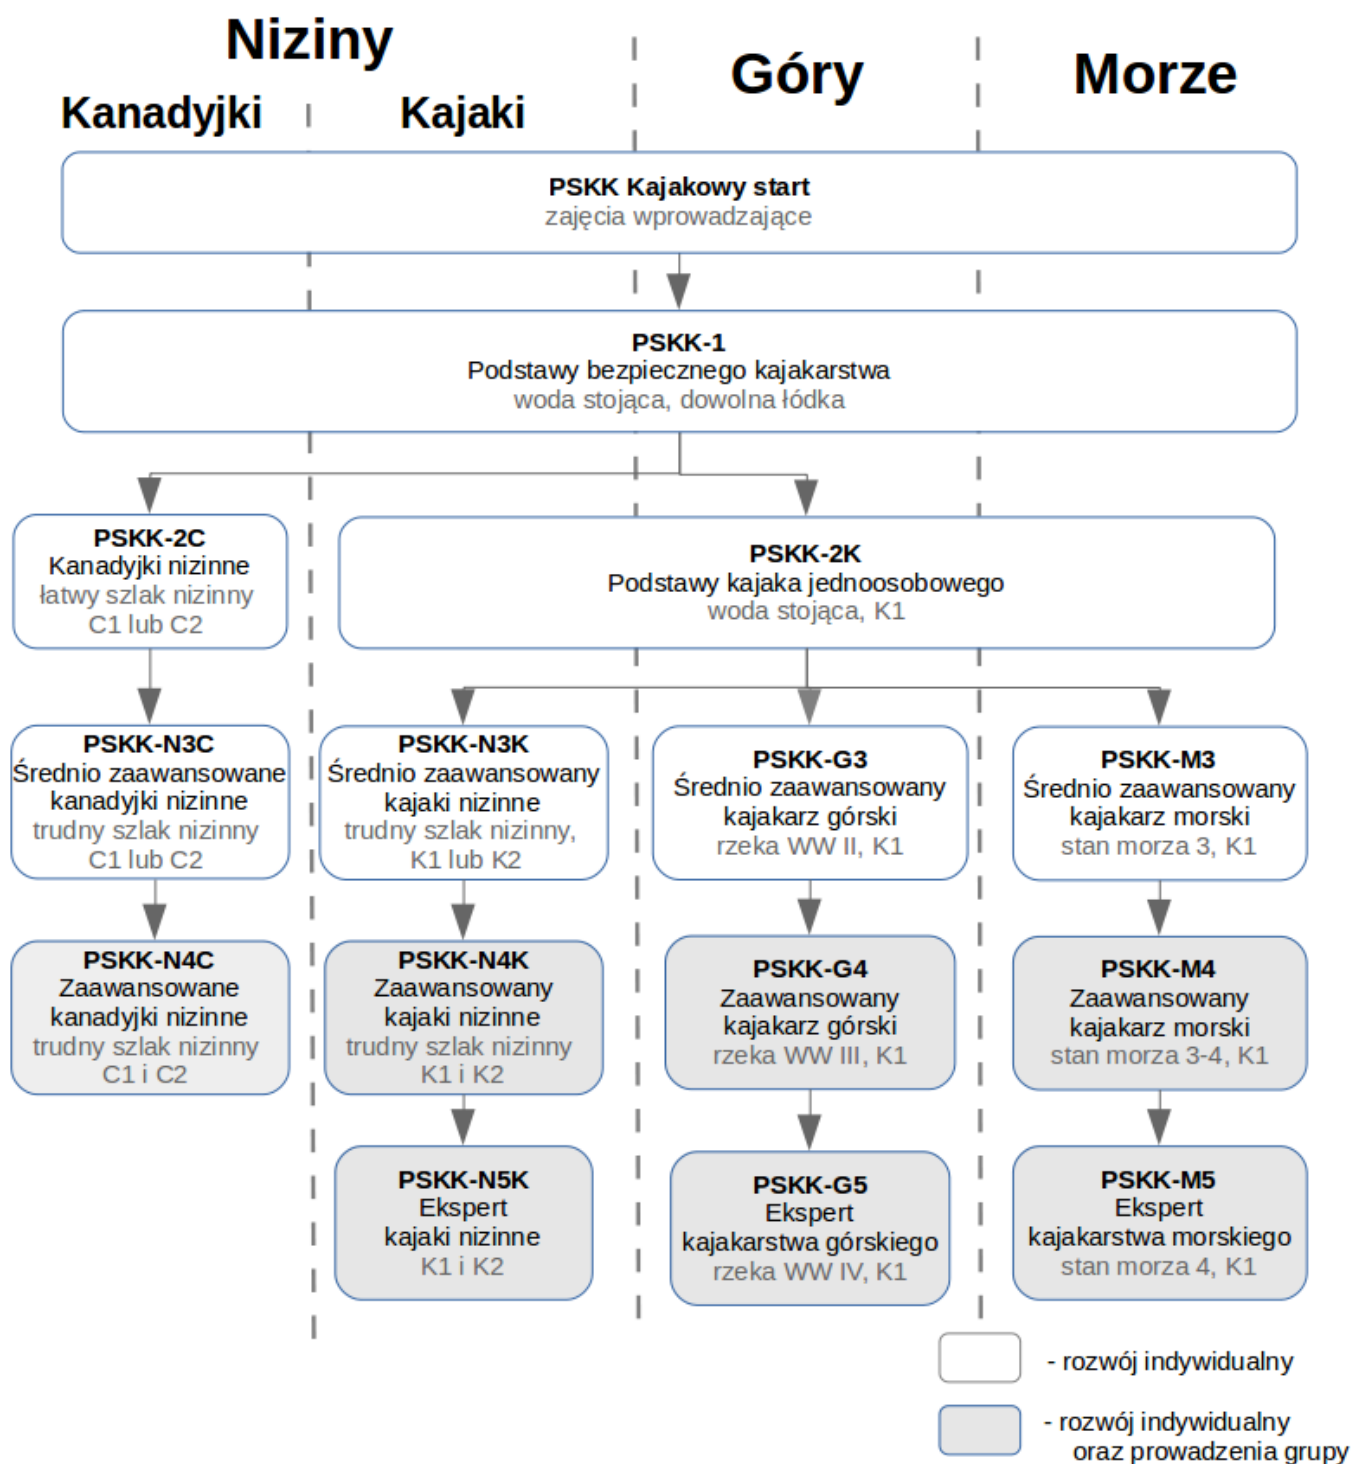 Niziny
Góry
Morze
Kanadyjki
Kajaki
PSKK Kajakowy start
zajęcia wprowadzające
PSKK-1
Podstawy bezpiecznego kajakarstwa
woda stojąca, dowolna łódka
PSKK-2C
Kanadyjki nizinne
łatwy szlak nizinny
C1 lub C2
PSKK-2K
Podstawy kajaka jednoosobowego
woda stojąca, K1
PSKK-N3C
Średnio zaawansowane
kanadyjki nizinne
trudny szlak nizinny
C1 lub C2
PSKK-N3K
Średnio zaawansowany
kajaki nizinne
trudny szlak nizinny,
K1 lub K2
PSKK-G3
Średnio zaawansowany
kajakarz górski
rzeka WW II, K1
PSKK-M3
Średnio zaawansowany
kajakarz morski
stan morza 3, K1
PSKK-N4C
Zaawansowane
kanadyjki nizinne
trudny szlak nizinny
C1 i C2
PSKK-N4K
Zaawansowany
kajaki nizinne
trudny szlak nizinny
K1 i K2
PSKK-G4
Zaawansowany
kajakarz górski
rzeka WW III, K1
PSKK-M4
Zaawansowany
kajakarz morski
stan morza 3-4, K1
PSKK-N5K
Ekspert
kajaki nizinne
K1 i K2
PSKK-G5
Ekspert
kajakarstwa górskiego
rzeka WW IV, K1
PSKK-M5
Ekspert
kajakarstwa morskiego
stan morza 4, K1
- rozwój indywidualny
- rozwój indywidualny
oraz prowadzenia grupy